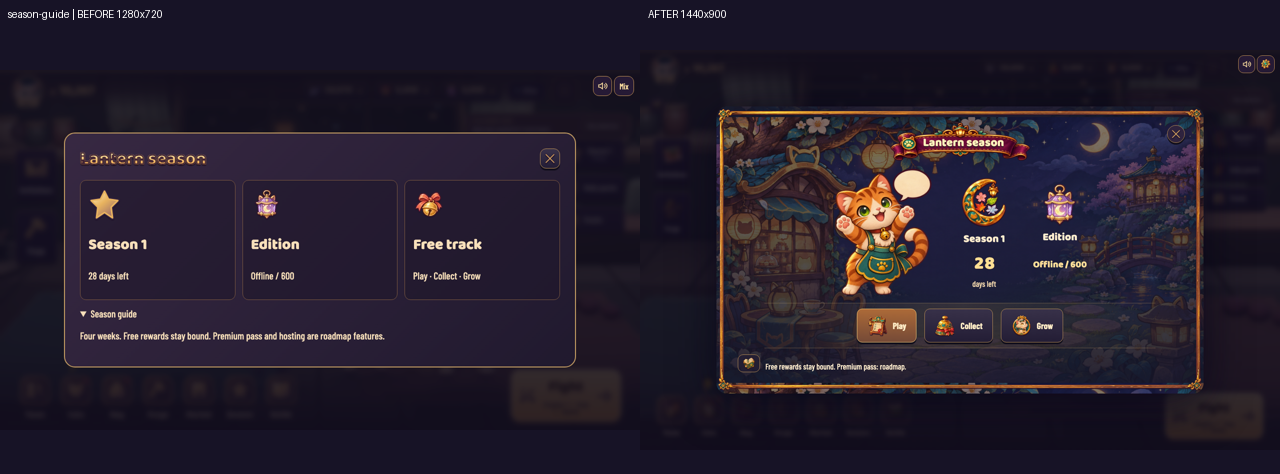 season-guide | BEFORE 1280x720
Mix
Lantern season
Season 1
28 days left
Edition
Offline / 600
Free track
Play · Collect · Grow
▼ Season guide
Four weeks. Free rewards stay bound. Premium pass and hosting are roadmap features.
AFTER 1440x900
Lantern season
Season 1
28
days left
Edition
Offline / 600
Play
Collect
Grow
Free rewards stay bound. Premium pass: roadmap.